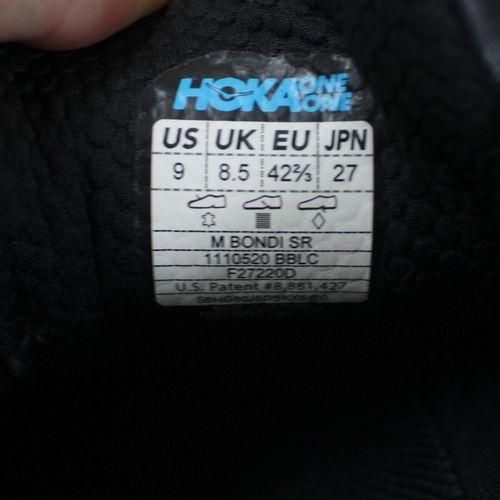 HOKA ONE ONE
US UK EU JPN
9 8.5 42⅔ 27
M BONDI SR
1110520 BBLC
F27220D
U.S. Patent #8,881,427